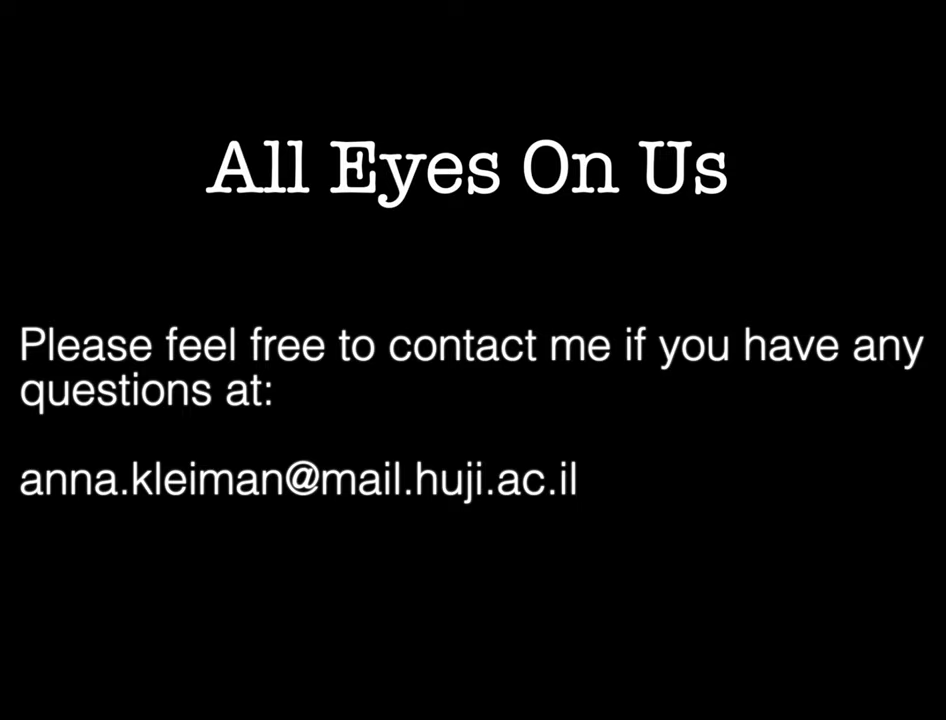 All Eyes On Us
Please feel free to contact me if you have any
questions at:
anna.kleiman@mail.huji.ac.il